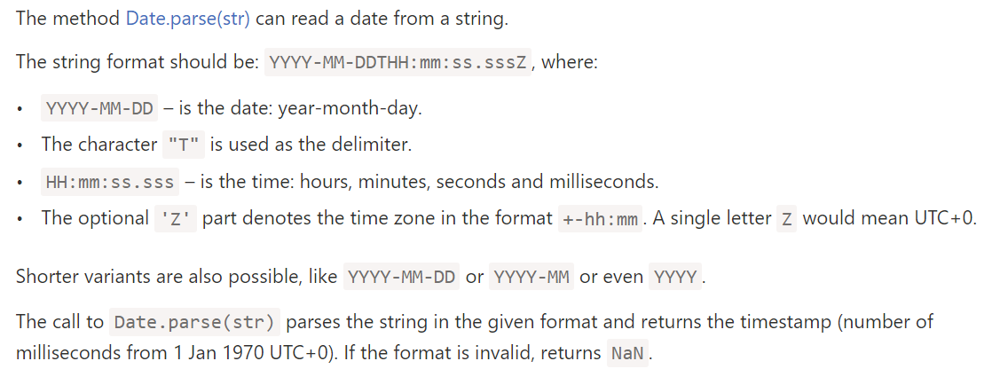 The method Date.parse(str) can read a date from a string.
The string format should be: YYYY-MM-DDTHH:mm:ss.sssZ, where:
• YYYY-MM-DD – is the date: year-month-day.
• The character "T" is used as the delimiter.
• HH:mm:ss.sss – is the time: hours, minutes, seconds and milliseconds.
• The optional 'Z' part denotes the time zone in the format +-hh:mm. A single letter Z would mean UTC+0.
Shorter variants are also possible, like YYYY-MM-DD or YYYY-MM or even YYYY.
The call to Date.parse(str) parses the string in the given format and returns the timestamp (number of
milliseconds from 1 Jan 1970 UTC+0). If the format is invalid, returns NaN.